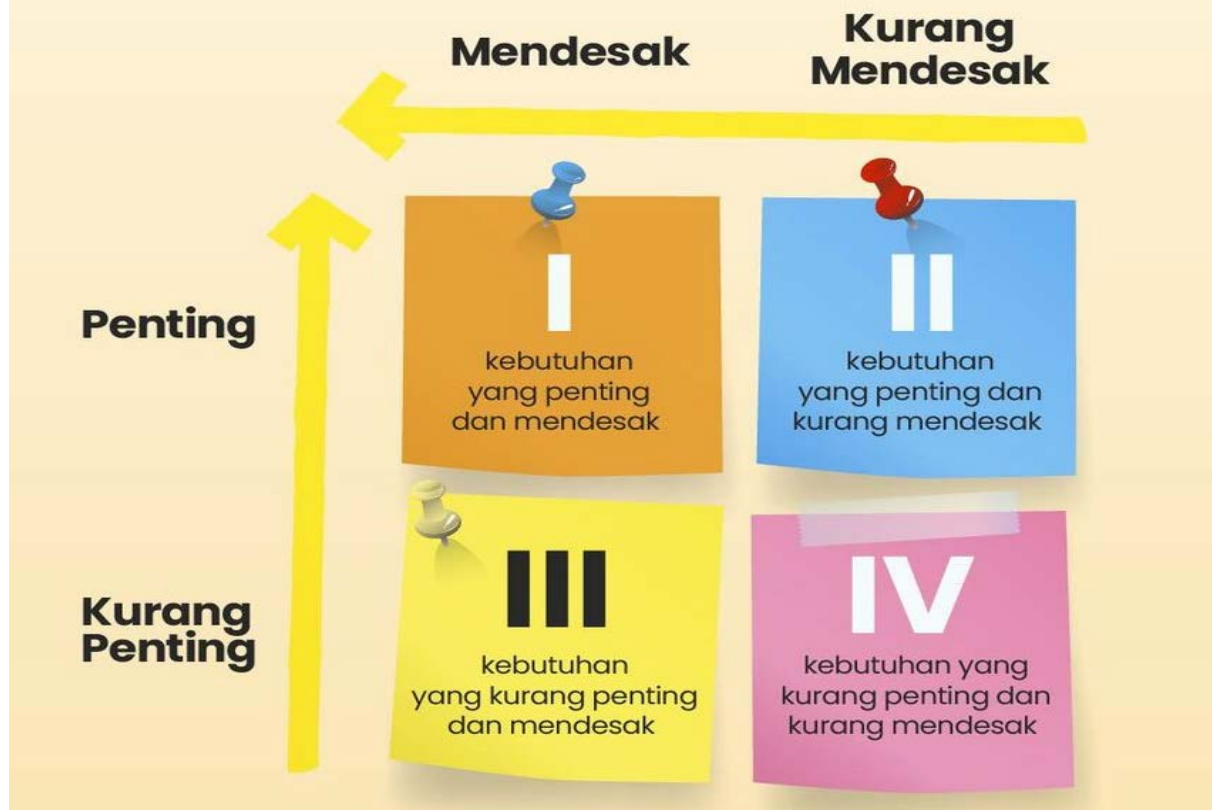 Mendesak
Kurang
Mendesak
Penting
I
kebutuhan
yang penting
dan mendesak
II
kebutuhan
yang penting dan
kurang mendesak
Kurang
Penting
III
kebutuhan
yang kurang penting
dan mendesak
IV
kebutuhan yang
kurang penting dan
kurang mendesak